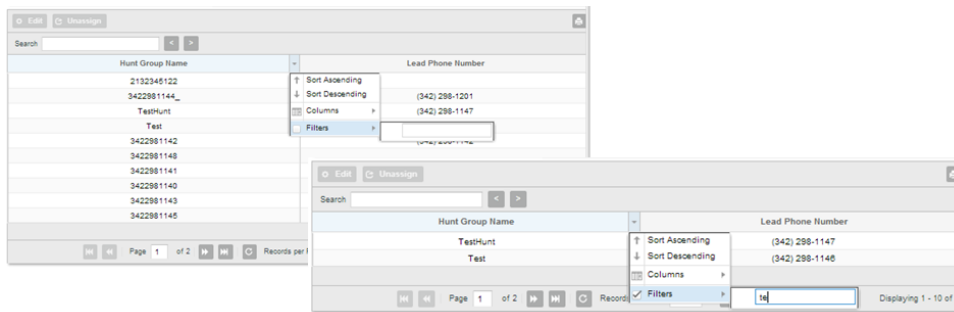 Edit Unassign
Search < >
Hunt Group Name Lead Phone Number
2132345122
3422981144_ (342) 298-1201
TestHunt (342) 298-1147
Test
3422981142 (342) 298-1142
3422981148
3422981141
3422981140
3422981143
3422981145
Sort Ascending
Sort Descending
Columns
Filters
Page 1 of 2 Records per
Edit Unassign
Search < >
Hunt Group Name Lead Phone Number
TestHunt (342) 298-1147
Test (342) 298-1146
Sort Ascending
Sort Descending
Columns
Filters te
Page 1 of 2 Displaying 1 - 10 of